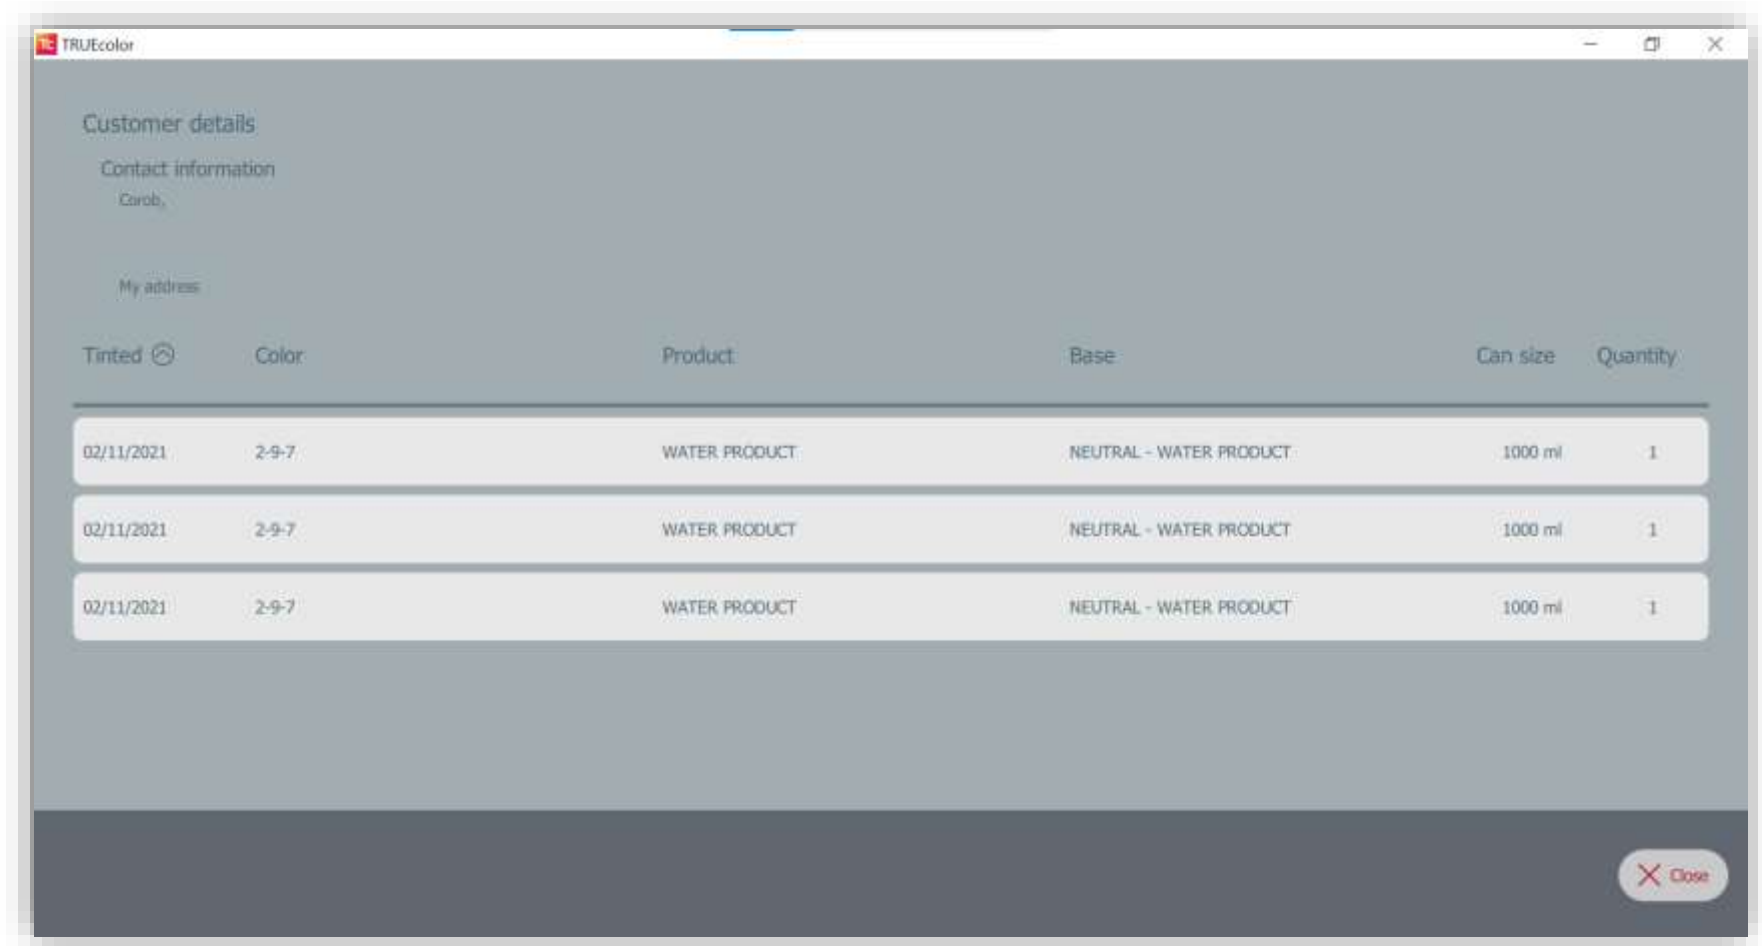 Tc TRUEcolor
Customer details
Contact information
Corob,
My address
Tinted Color Product Base Can size Quantity
02/11/2021 2-9-7 WATER PRODUCT NEUTRAL - WATER PRODUCT 1000 ml 1
02/11/2021 2-9-7 WATER PRODUCT NEUTRAL - WATER PRODUCT 1000 ml 1
02/11/2021 2-9-7 WATER PRODUCT NEUTRAL - WATER PRODUCT 1000 ml 1
Close